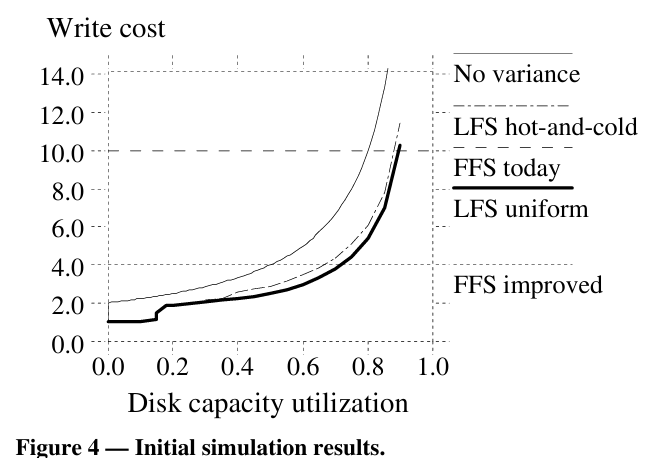 Write cost
14.0
No variance
12.0
LFS hot-and-cold
10.0
FFS today
8.0
LFS uniform
6.0
4.0
FFS improved
2.0
0.0
0.0 0.2 0.4 0.6 0.8 1.0
Disk capacity utilization
Figure 4 — Initial simulation results.